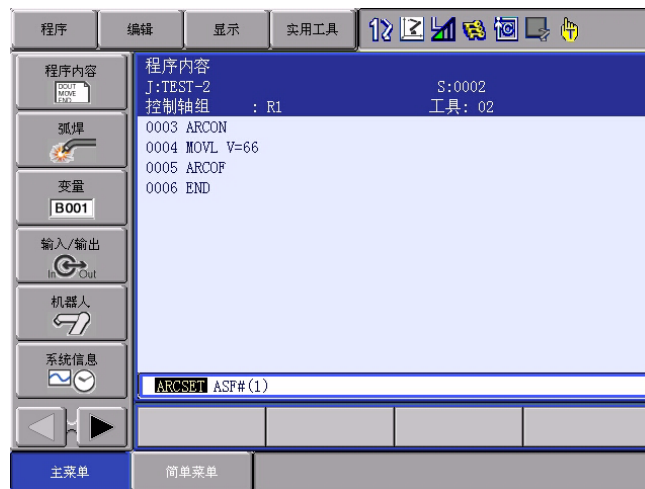 程序 编辑 显示 实用工具
程序内容
DOUT
MOVE
END
弧焊
变量
B001
输入/输出
In Out
机器人
系统信息
程序内容
J:TEST-2 S:0002
控制轴组 : R1 工具: 02
0003 ARCON
0004 MOVL V=66
0005 ARCOF
0006 END
ARCSET ASF#(1)
主菜单 简单菜单